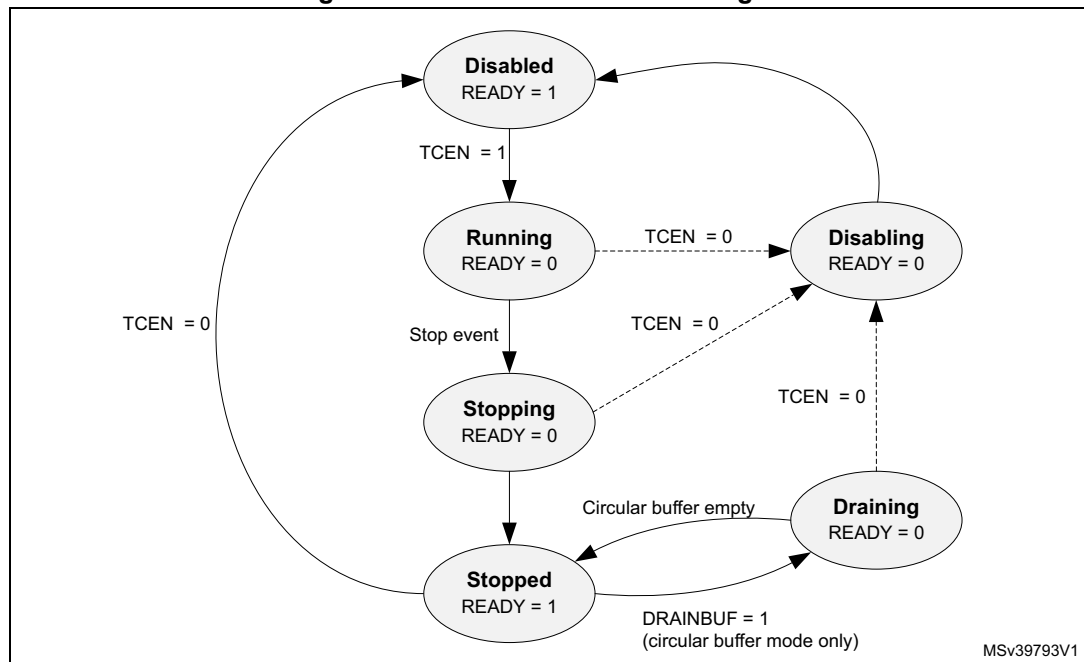 Disabled
READY = 1
TCEN = 1
Running
READY = 0
TCEN = 0
Disabling
READY = 0
TCEN = 0
Stop event
TCEN = 0
Stopping
READY = 0
TCEN = 0
Circular buffer empty
Draining
READY = 0
Stopped
READY = 1
DRAINBUF = 1
(circular buffer mode only)
MSv39793V1